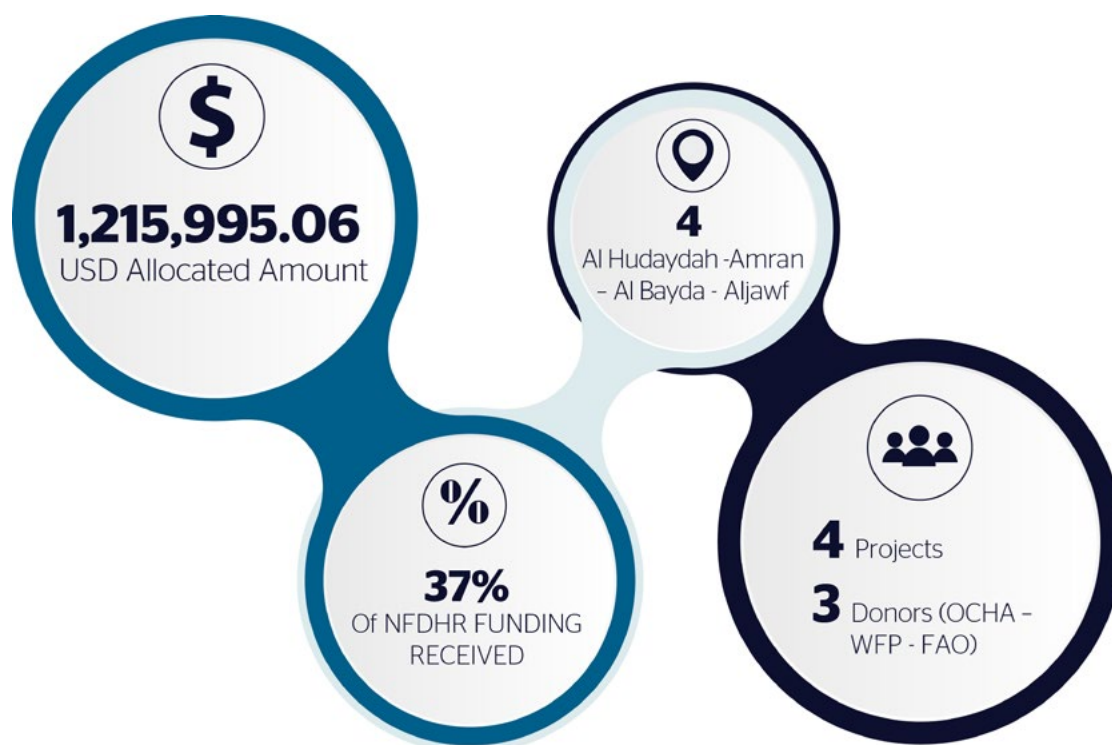 $
1,215,995.06
USD Allocated Amount
4
Al Hudaydah -Amran
– Al Bayda - Aljawf
%
37%
Of NFDHR FUNDING
RECEIVED
4 Projects
3 Donors (OCHA –
WFP - FAO)